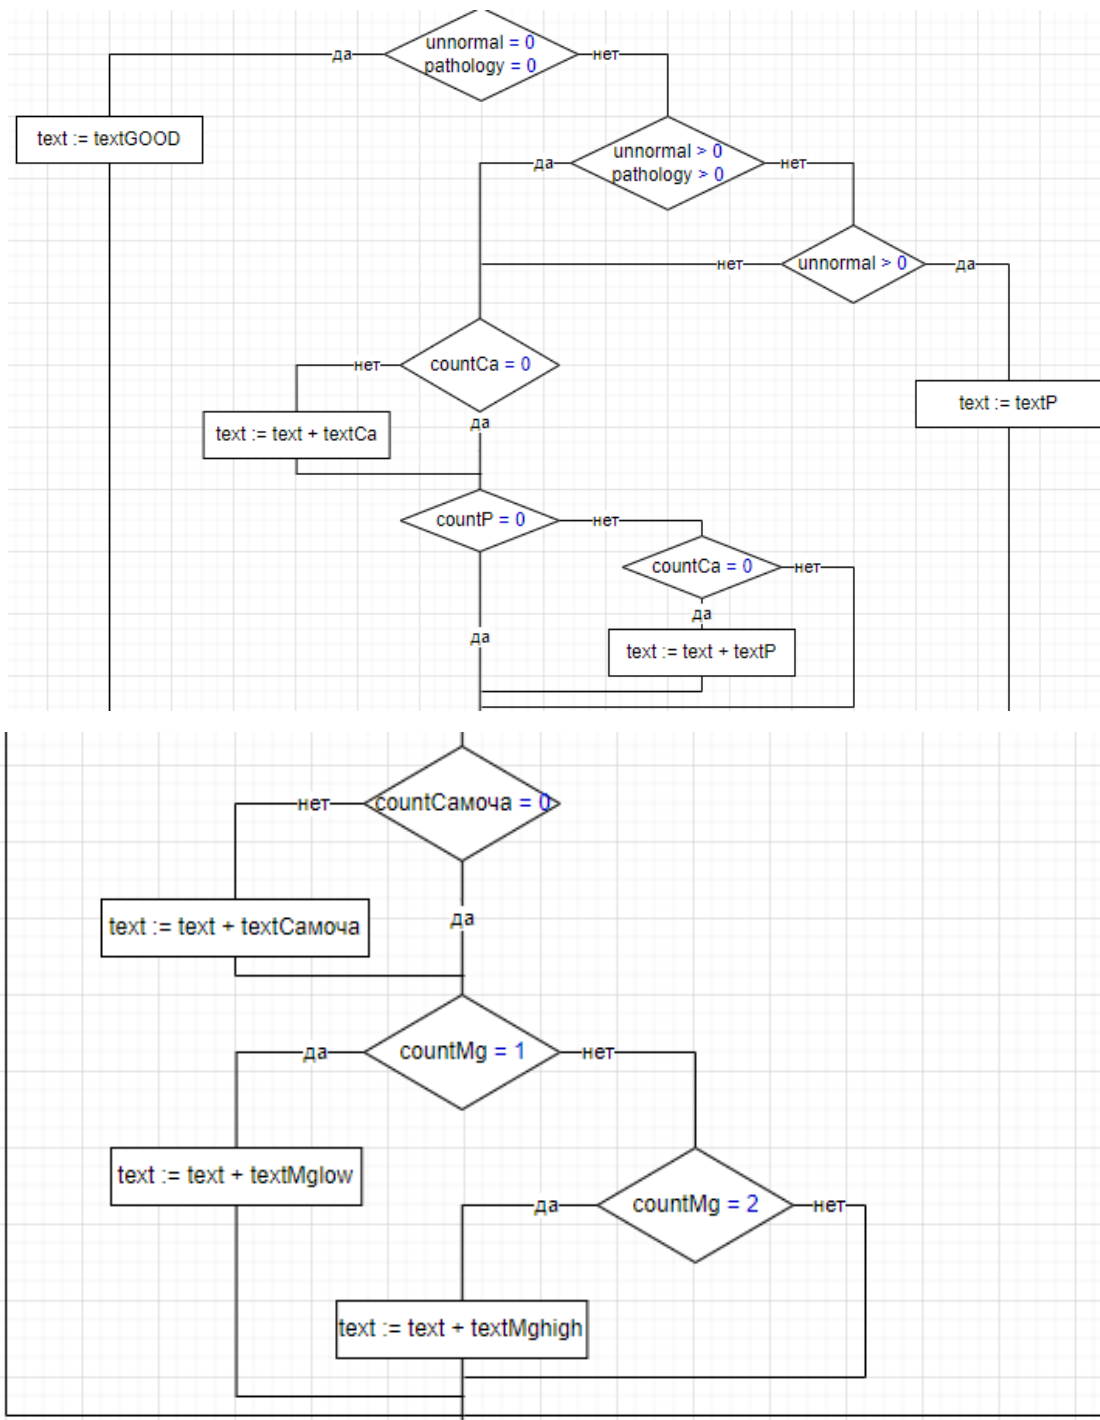 unnormal = 0
pathology = 0
да
нет
text := textGOOD
unnormal > 0
pathology > 0
да
нет
unnormal > 0
нет
да
countCa = 0
нет
text := textP
text := text + textCa
да
countP = 0
нет
countCa = 0
нет
да
да
text := text + textP
countCaмоча = 0
нет
text := text + textCaмоча
да
countMg = 1
да
нет
text := text + textMglow
countMg = 2
да
нет
text := text + textMghigh